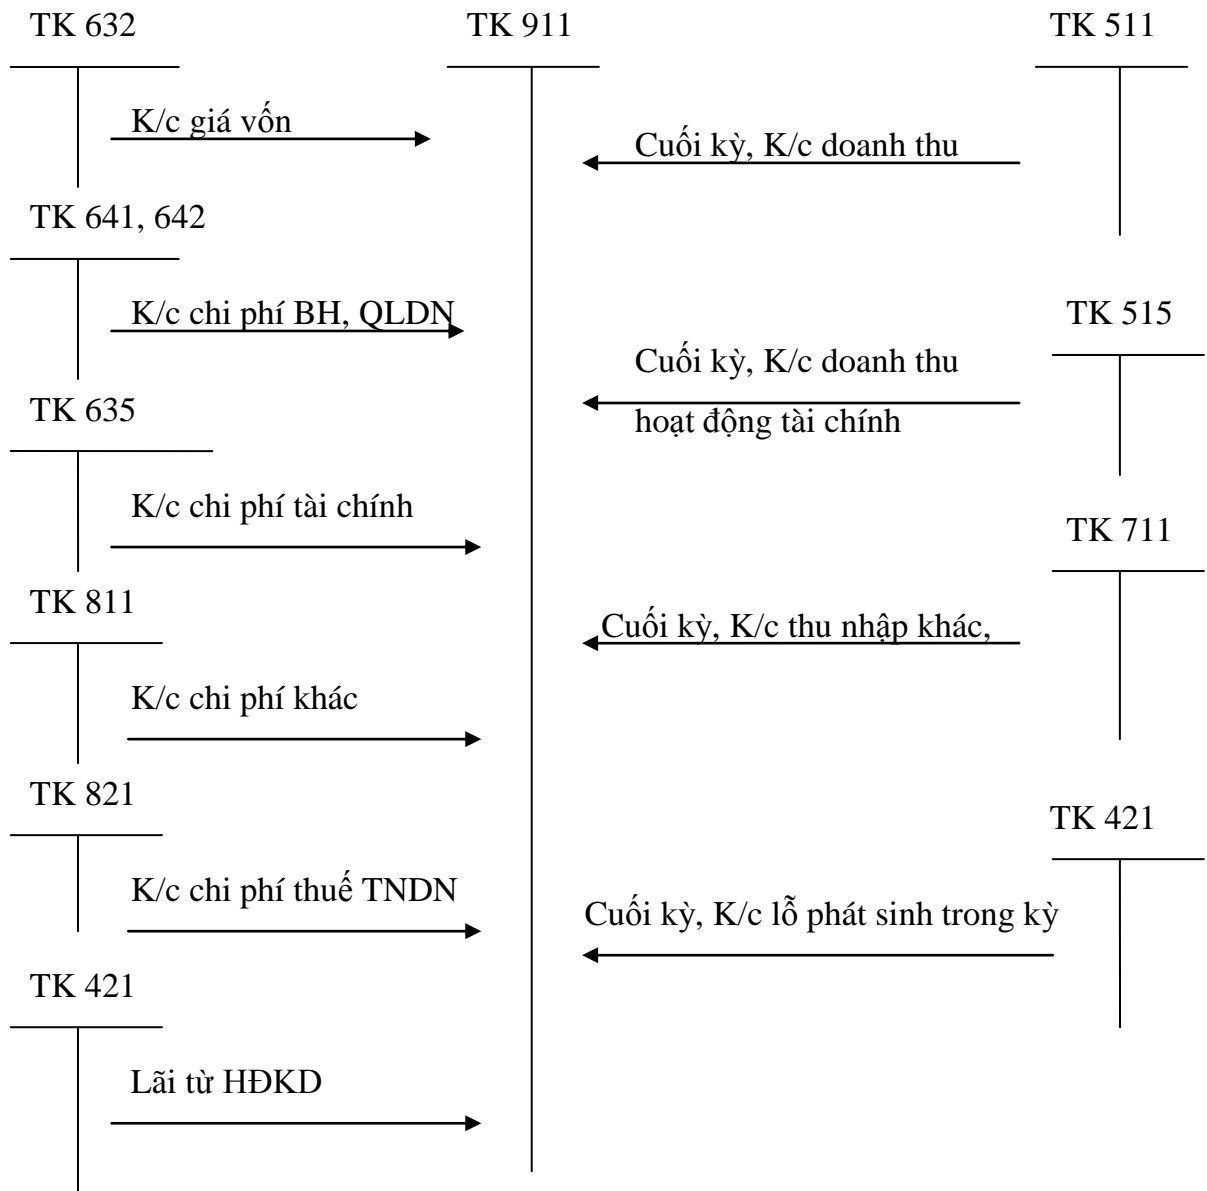 TK 632
TK 911
TK 511
K/c giá vốn
Cuối kỳ, K/c doanh thu
TK 641, 642
K/c chi phí BH, QLDN
TK 515
Cuối kỳ, K/c doanh thu
hoạt động tài chính
TK 635
K/c chi phí tài chính
TK 711
TK 811
Cuối kỳ, K/c thu nhập khác,
K/c chi phí khác
TK 821
TK 421
K/c chi phí thuế TNDN
Cuối kỳ, K/c lỗ phát sinh trong kỳ
TK 421
Lãi từ HĐKD